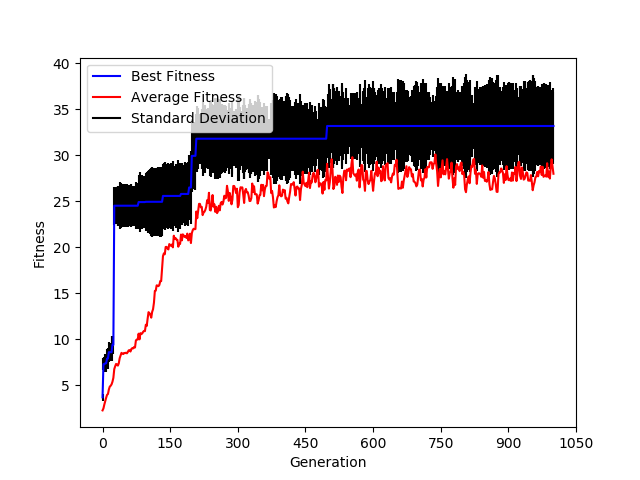 Best Fitness
Average Fitness
Standard Deviation
40
35
30
25
20
15
10
5
Fitness
0 150 300 450 600 750 900 1050
Generation